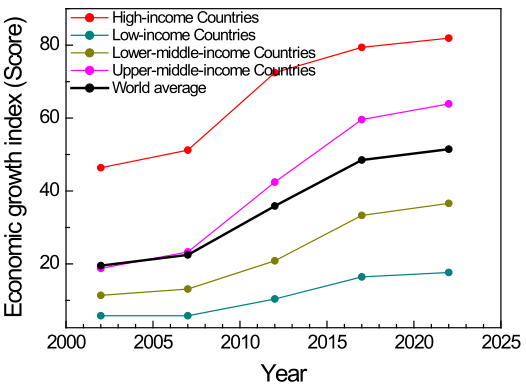 High-income Countries
Low-income Countries
Lower-middle-income Countries
Upper-middle-income Countries
World average
Economic growth index (Score)
80
60
40
20
2000 2005 2010 2015 2020 2025
Year